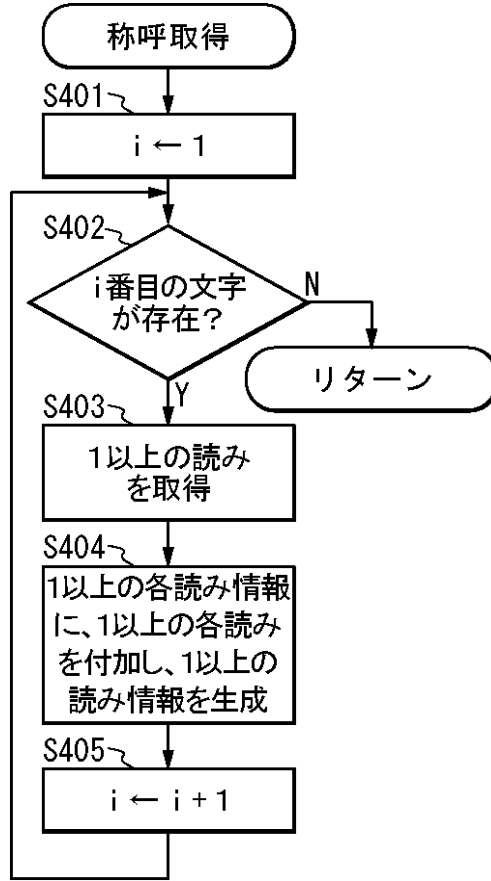 称呼取得
S401
i ← 1
S402
i番目の文字
が存在?
N
リターン
Y
S403
1以上の読み
を取得
S404
1以上の各読み情報
に、1以上の各読み
を付加し、1以上の
読み情報を生成
S405
i ← i + 1